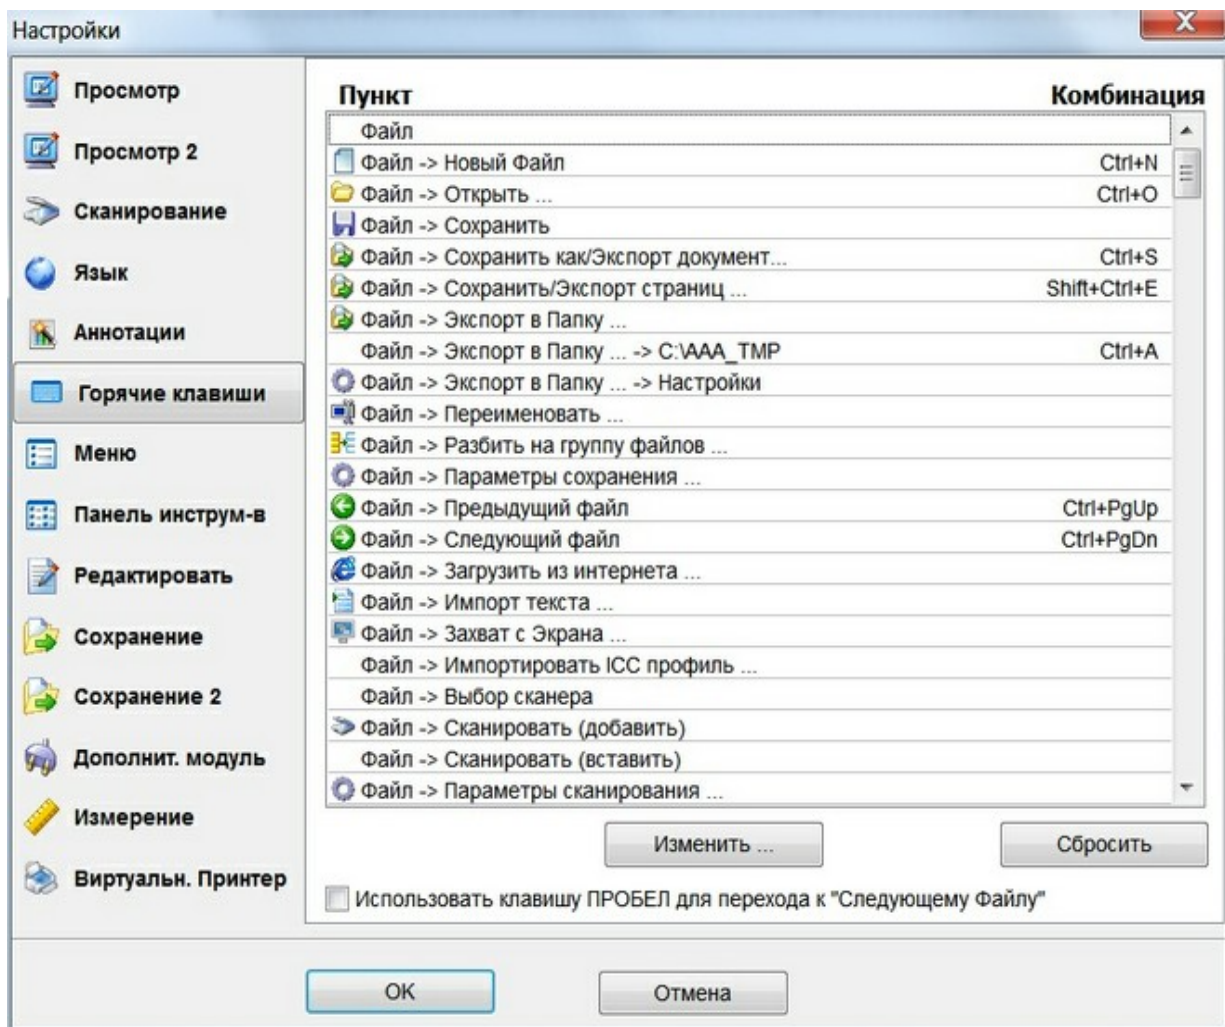 Настройки
Просмотр
Просмотр 2
Сканирование
Язык
Аннотации
Горячие клавиши
Меню
Панель инструм-в
Редактировать
Сохранение
Сохранение 2
Дополнит. модуль
Измерение
Виртуальн. Принтер
Пункт Комбинация
Файл
Файл -> Новый Файл Ctrl+N
Файл -> Открыть ... Ctrl+O
Файл -> Сохранить
Файл -> Сохранить как/Экспорт документ... Ctrl+S
Файл -> Сохранить/Экспорт страниц ... Shift+Ctrl+E
Файл -> Экспорт в Папку ...
Файл -> Экспорт в Папку ... -> C:\AAA_TMP Ctrl+A
Файл -> Экспорт в Папку ... -> Настройки
Файл -> Переименовать ...
Файл -> Разбить на группу файлов ...
Файл -> Параметры сохранения ...
Файл -> Предыдущий файл Ctrl+PgUp
Файл -> Следующий файл Ctrl+PgDn
Файл -> Загрузить из интернета ...
Файл -> Импорт текста ...
Файл -> Захват с Экрана ...
Файл -> Импортировать ICC профиль ...
Файл -> Выбор сканера
Файл -> Сканировать (добавить)
Файл -> Сканировать (вставить)
Файл -> Параметры сканирования ...
Изменить ... Сбросить
Использовать клавишу ПРОБЕЛ для перехода к "Следующему Файлу"
OK Отмена